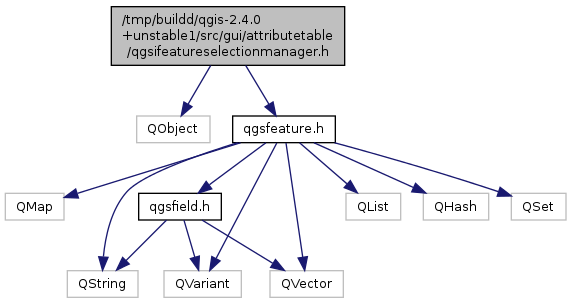 /tmp/buildd/qgis-2.4.0
+unstable1/src/gui/attributetable
/qgsifeatureselectionmanager.h
QObject
qgsfeature.h
QMap
qgsfield.h
QList
QHash
QSet
QString
QVariant
QVector